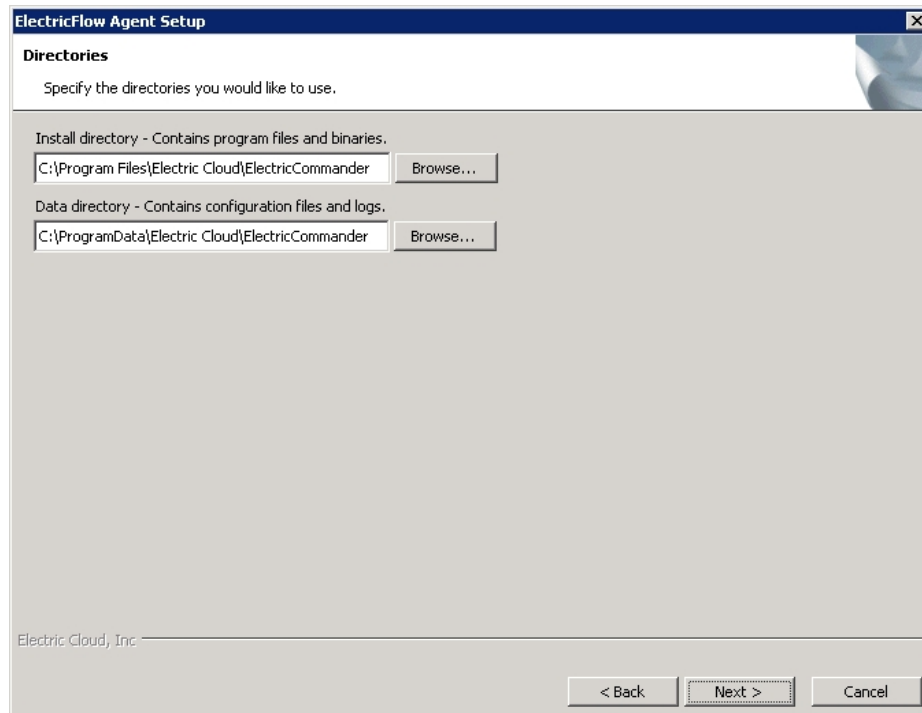 ElectricFlow Agent Setup
Directories
Specify the directories you would like to use.
Install directory - Contains program files and binaries.
C:\Program Files\Electric Cloud\ElectricCommander
Browse...
Data directory - Contains configuration files and logs.
C:\ProgramData\Electric Cloud\ElectricCommander
Browse...
Electric Cloud, Inc
< Back
Next >
Cancel